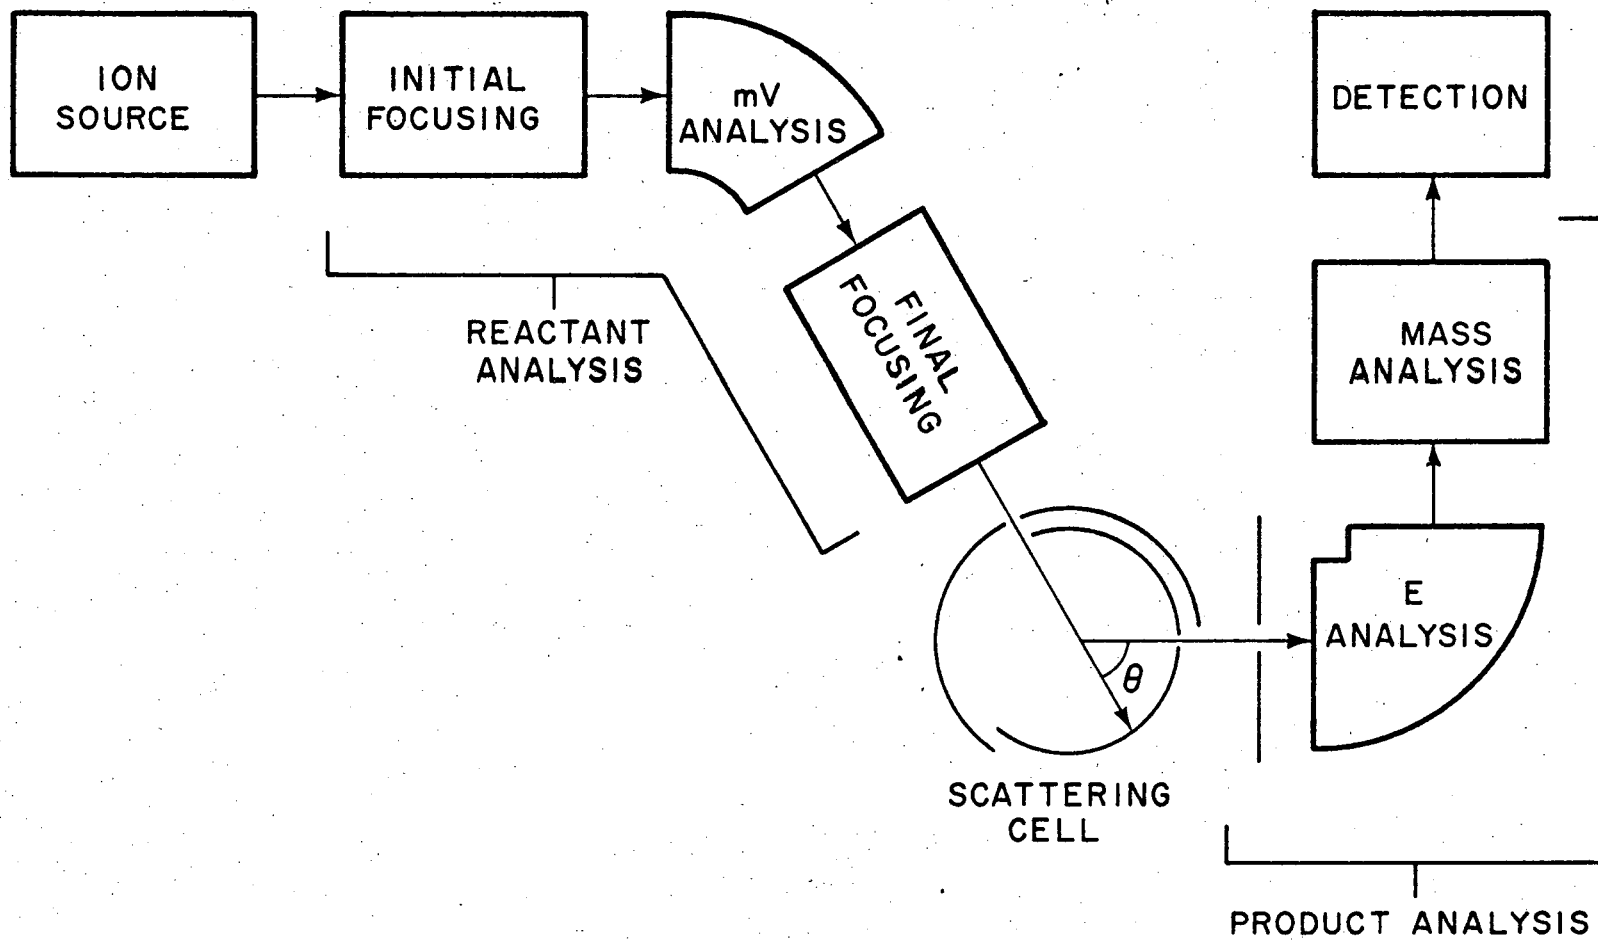 ION
SOURCE
INITIAL
FOCUSING
mV
ANALYSIS
FINAL
FOCUSING
REACTANT
ANALYSIS
θ
SCATTERING
CELL
E
ANALYSIS
MASS
ANALYSIS
DETECTION
PRODUCT ANALYSIS